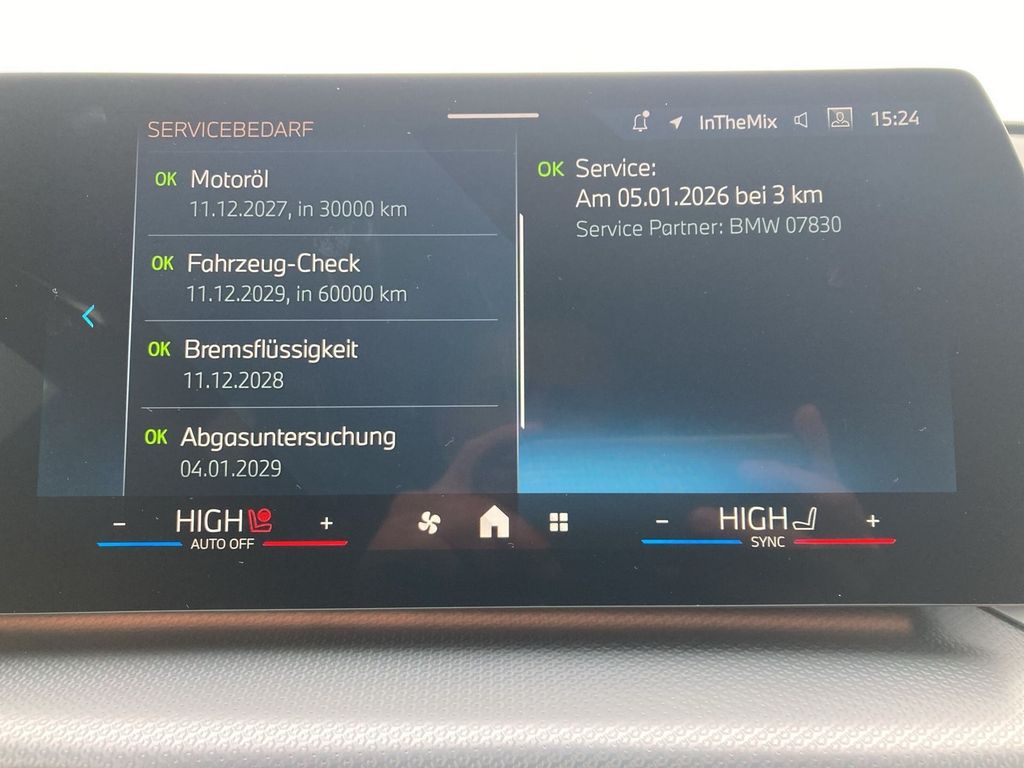 SERVICEBEDARF
InTheMix 15:24
OK Motoröl
11.12.2027, in 30000 km
OK Fahrzeug-Check
11.12.2029, in 60000 km
OK Bremsflüssigkeit
11.12.2028
OK Abgasuntersuchung
04.01.2029
OK Service:
Am 05.01.2026 bei 3 km
Service Partner: BMW 07830
− HIGH +
AUTO OFF
− HIGH +
SYNC